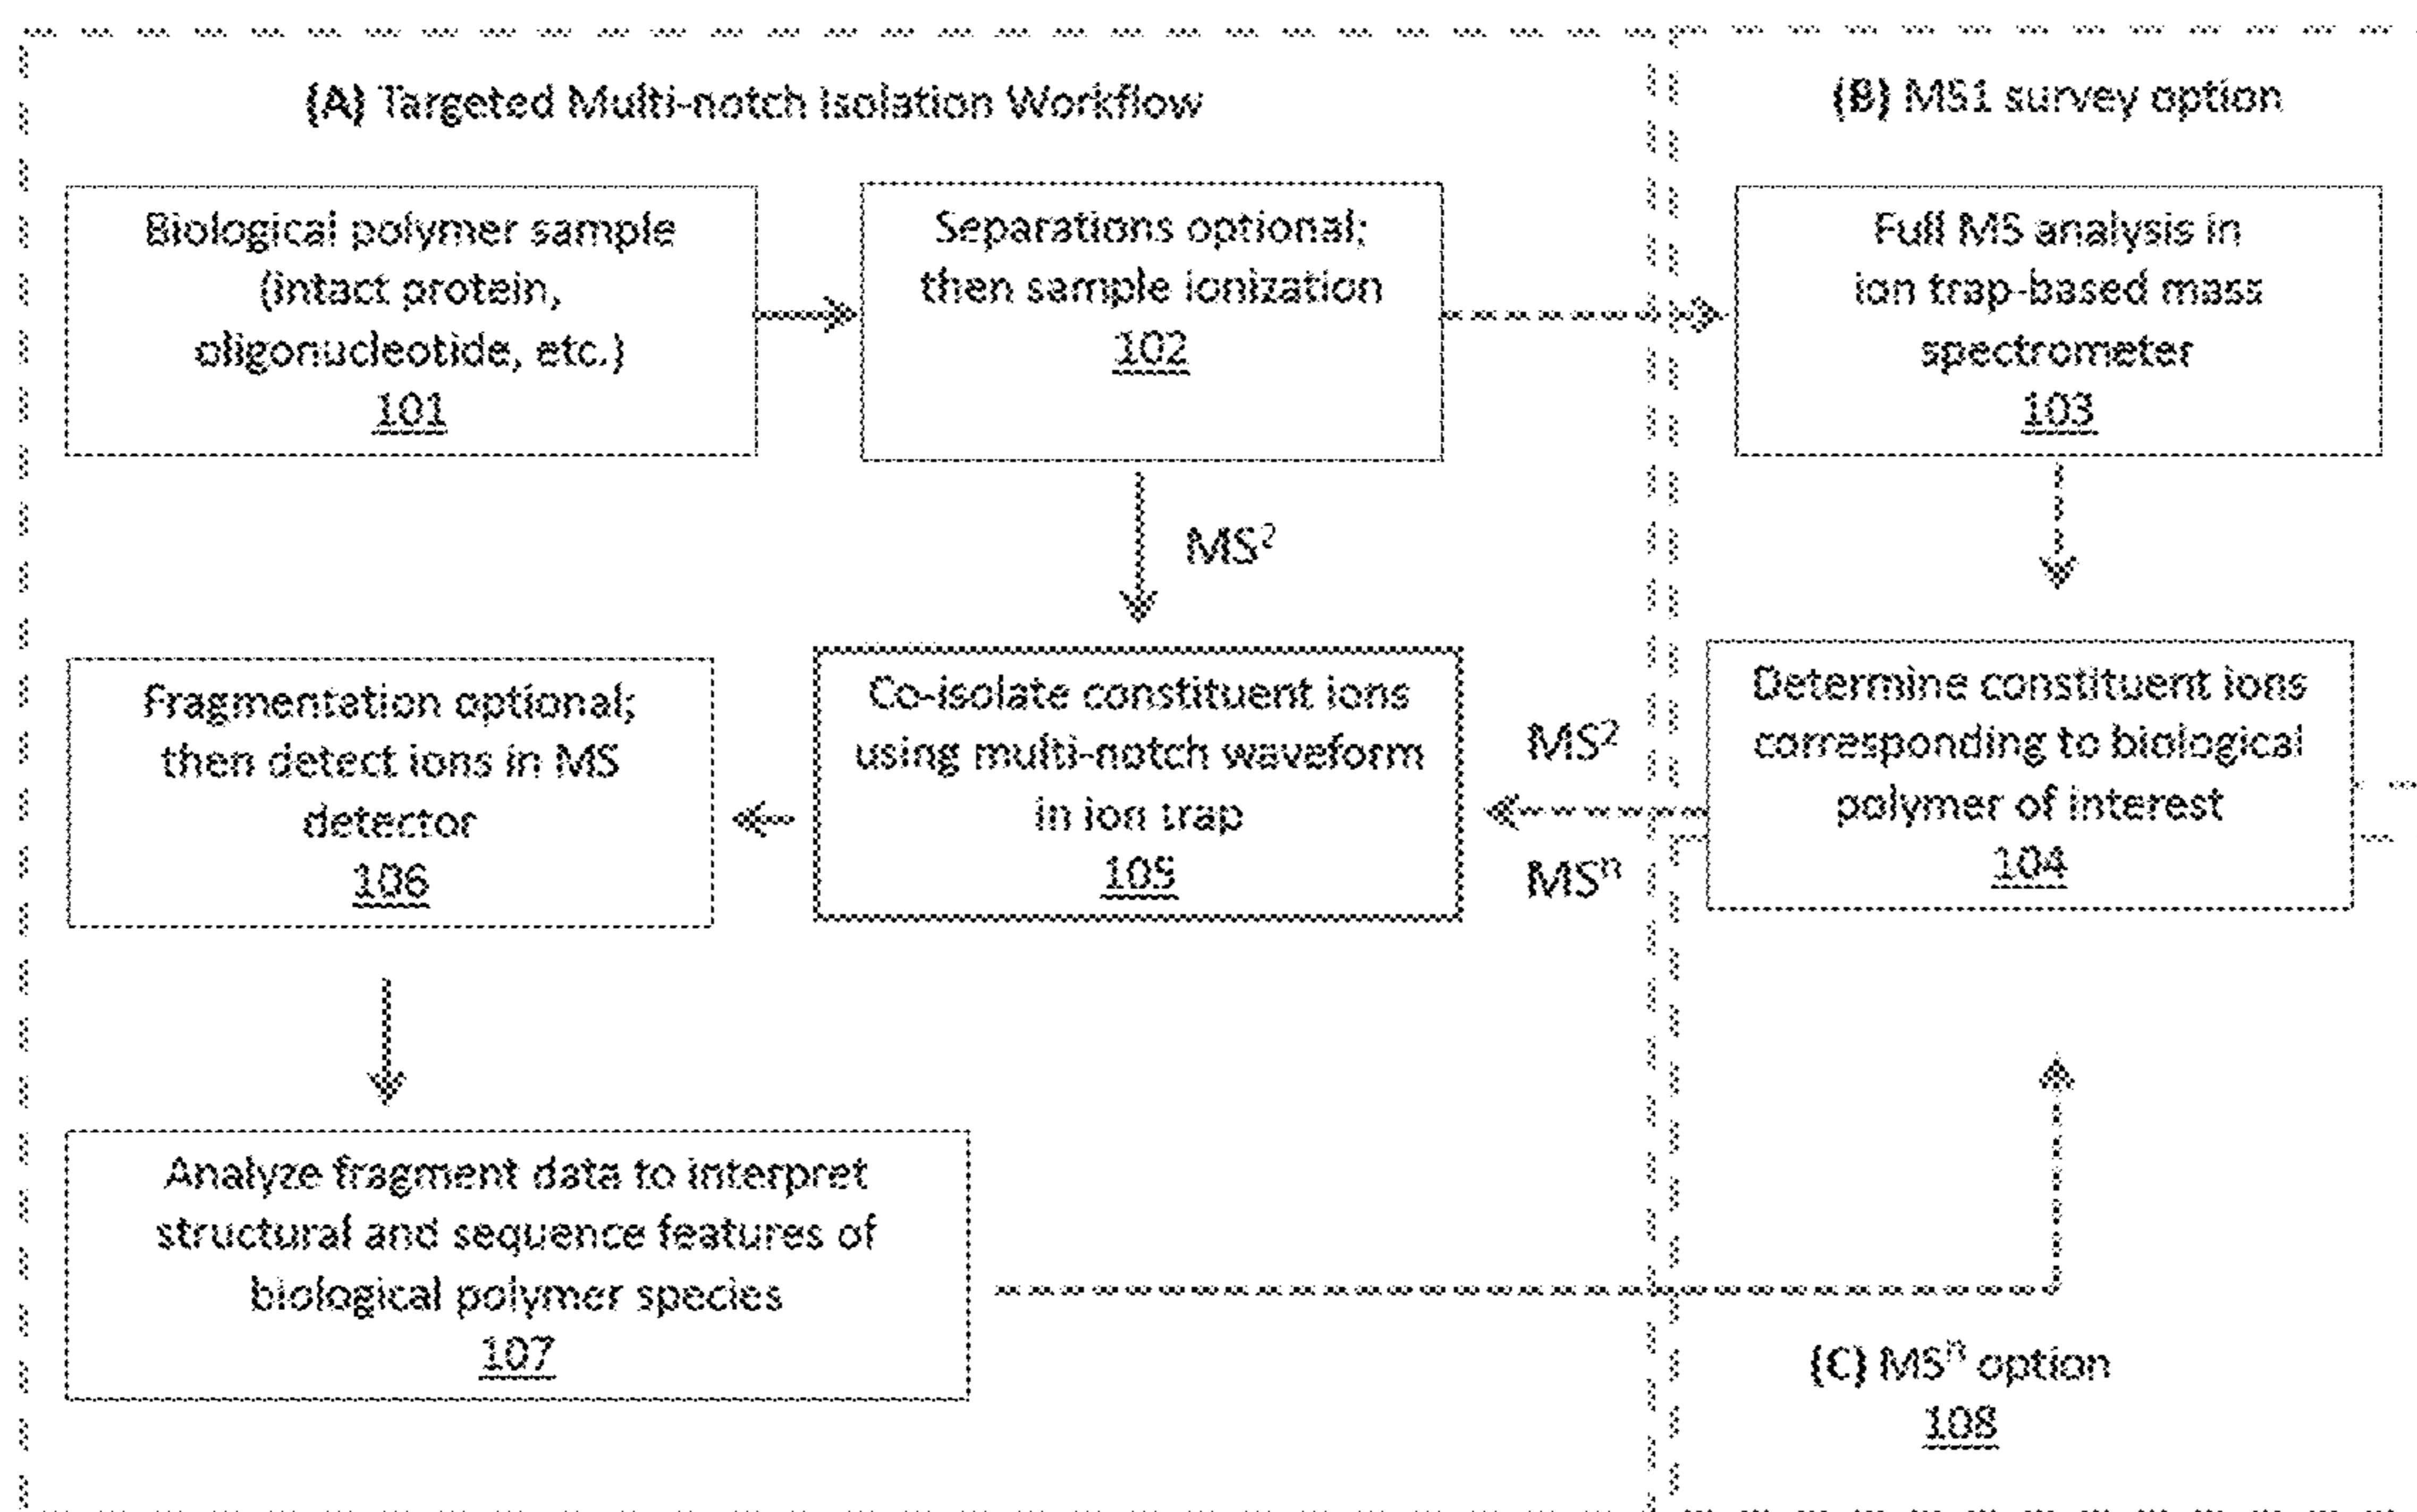 (A) Targeted Multi-notch Isolation Workflow
Biological polymer sample
(intact protein,
oligonucleotide, etc.)
101
Separations optional;
then sample ionization
102
MS²
Fragmentation optional;
then detect ions in MS
detector
106
Co-isolate constituent ions
using multi-notch waveform
in ion trap
105
MS²
MSⁿ
Analyze fragment data to interpret
structural and sequence features of
biological polymer species
107
(B) MS1 survey option
Full MS analysis in
ion trap-based mass
spectrometer
103
Determine constituent ions
corresponding to biological
polymer of interest
104
(C) MSⁿ option
108